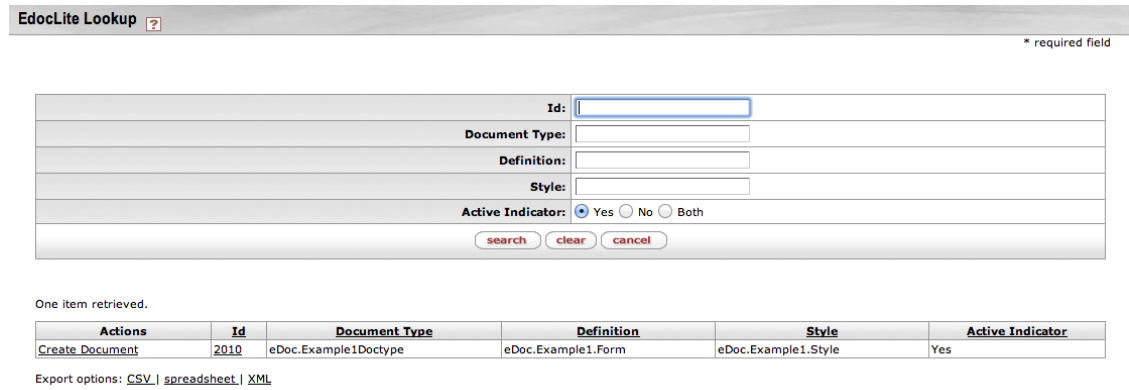 EdocLite Lookup ?
* required field
Id:
Document Type:
Definition:
Style:
Active Indicator: Yes No Both
search clear cancel
One item retrieved.
Actions Id Document Type Definition Style Active Indicator
Create Document 2010 eDoc.Example1Doctype eDoc.Example1.Form eDoc.Example1.Style Yes
Export options: CSV | spreadsheet | XML